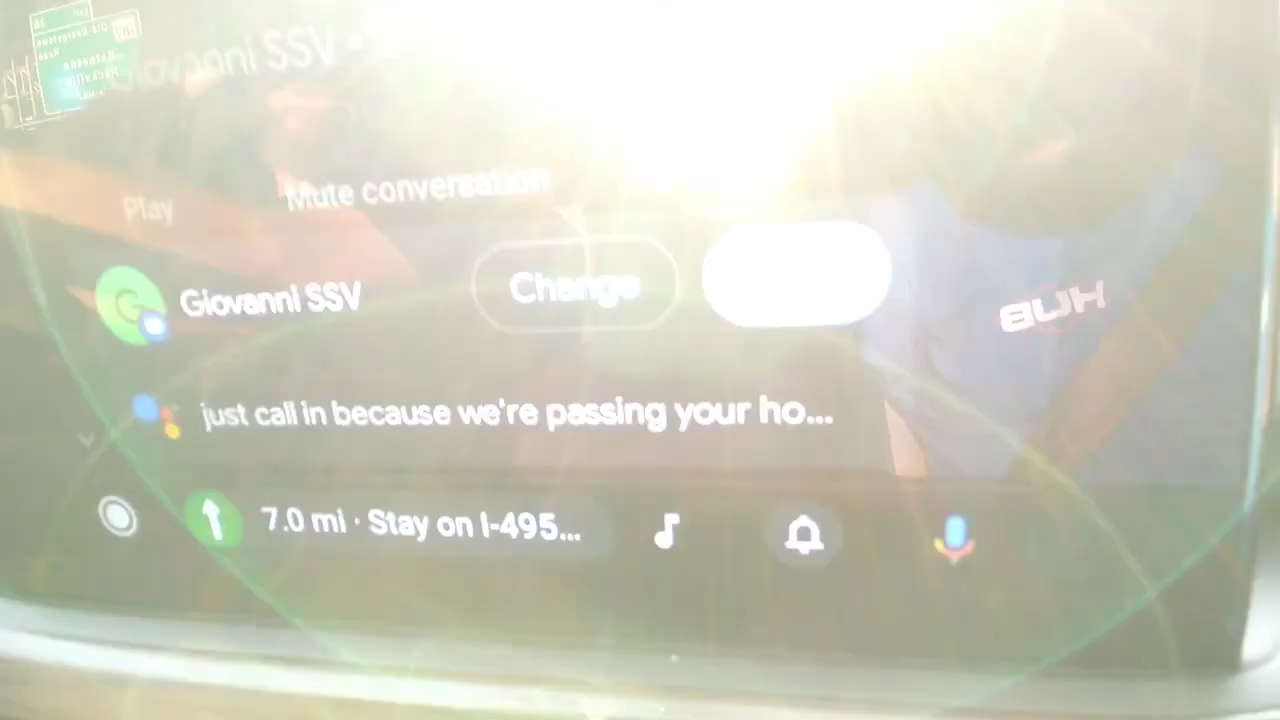 Giovanni SSV •
Play
Mute conversation
G
Giovanni SSV
Change
just call in because we're passing your ho...
7.0 mi · Stay on I-495...